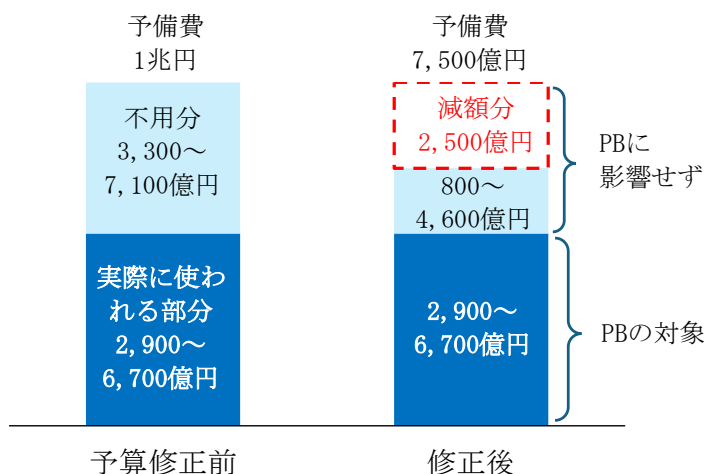 予備費
1兆円
不用分
3,300～
7,100億円
実際に使わ
れる部分
2,900～
6,700億円
予算修正前
予備費
7,500億円
減額分
2,500億円
800～
4,600億円
2,900～
6,700億円
修正後
PBに
影響せず
PBの対象